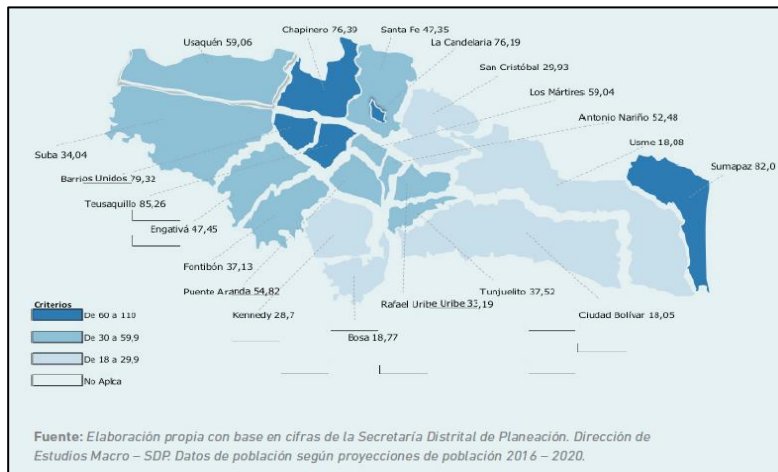 Usaquén 59,06
Chapinero 76,39
Santa Fe 47,35
La Candelaria 76,19
San Cristóbal 29,93
Los Mártires 59,04
Antonio Nariño 52,48
Usme 18,08
Sumapaz 82,0
Suba 34,04
Barrios Unidos 79,32
Teusaquillo 85,26
Engativá 47,45
Fontibón 37,13
Puente Aranda 54,82
Kennedy 28,7
Bosa 18,77
Rafael Uribe Uribe 33,19
Tunjuelito 37,52
Ciudad Bolívar 18,05
Criterios
De 60 a 110
De 30 a 59,9
De 18 a 29,9
No Aplica
Fuente: Elaboración propia con base en cifras de la Secretaría Distrital de Planeación. Dirección de
Estudios Macro – SDP. Datos de población según proyecciones de población 2016 – 2020.